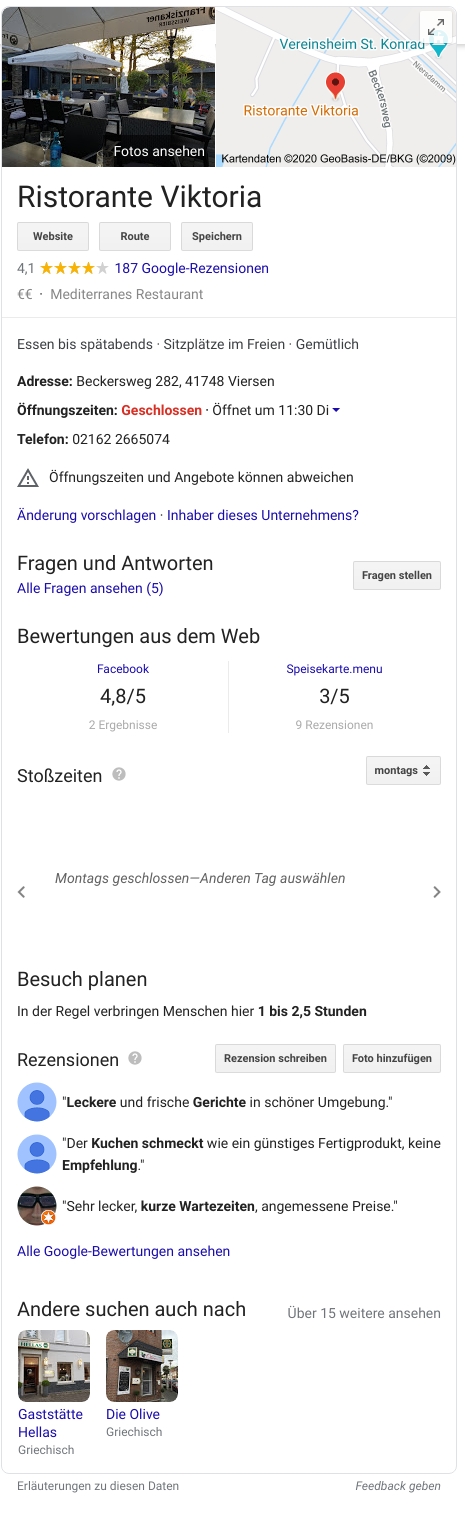 Franziskaner
WEISSBIER
Fotos ansehen
Vereinsheim St. Konrad
Niersdamm
Beckersweg
Ristorante Viktoria
Kartendaten ©2020 GeoBasis-DE/BKG (©2009)
Ristorante Viktoria
Website Route Speichern
4,1 187 Google-Rezensionen
€€ · Mediterranes Restaurant
Essen bis spätabends · Sitzplätze im Freien · Gemütlich
Adresse: Beckersweg 282, 41748 Viersen
Öffnungszeiten: Geschlossen · Öffnet um 11:30 Di
Telefon: 02162 2665074
Öffnungszeiten und Angebote können abweichen
Änderung vorschlagen · Inhaber dieses Unternehmens?
Fragen und Antworten
Alle Fragen ansehen (5)
Fragen stellen
Bewertungen aus dem Web
Facebook
4,8/5
2 Ergebnisse
Speisekarte.menu
3/5
9 Rezensionen
Stoßzeiten ?
montags
Montags geschlossen—Anderen Tag auswählen
Besuch planen
In der Regel verbringen Menschen hier 1 bis 2,5 Stunden
Rezensionen ?
Rezension schreiben Foto hinzufügen
"Leckere und frische Gerichte in schöner Umgebung."
"Der Kuchen schmeckt wie ein günstiges Fertigprodukt, keine
Empfehlung."
"Sehr lecker, kurze Wartezeiten, angemessene Preise."
Alle Google-Bewertungen ansehen
Andere suchen auch nach
Über 15 weitere ansehen
HELLAS
Gaststätte
Hellas
Griechisch
Die Olive
Griechisch
Erläuterungen zu diesen Daten
Feedback geben